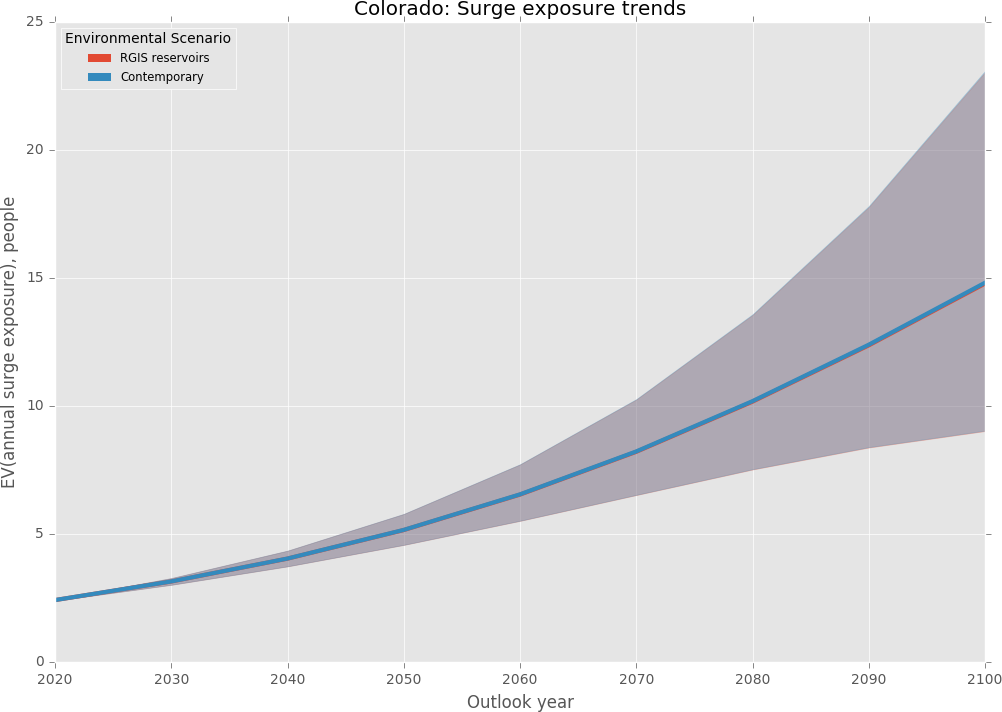 Colorado: Surge exposure trends
25
20
15
10
5
0
EV(annual surge exposure), people
Environmental Scenario
RGIS reservoirs
Contemporary
2020 2030 2040 2050 2060 2070 2080 2090 2100
Outlook year